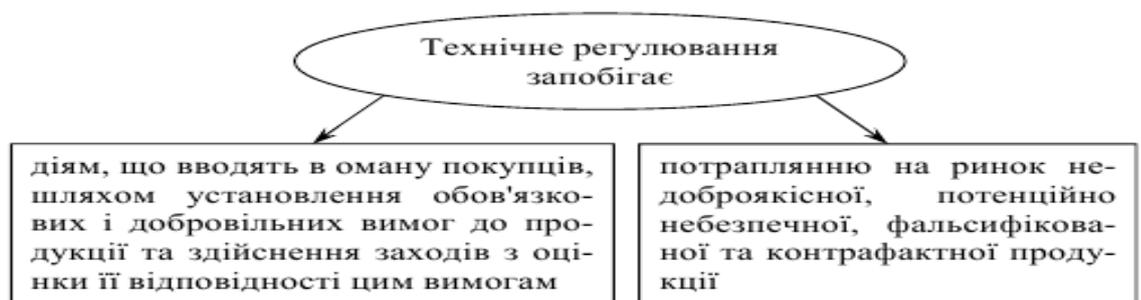 Технічне регулювання
запобігає
діям, що вводять в оману покупців,
шляхом установлення обов'язко-
вих і добровільних вимог до про-
дукції та здійснення заходів з оці-
нки її відповідності цим вимогам
потраплянню на ринок не-
доброякісної, потенційно
небезпечної, фальсифікова-
ної та контрафактної проду-
кції